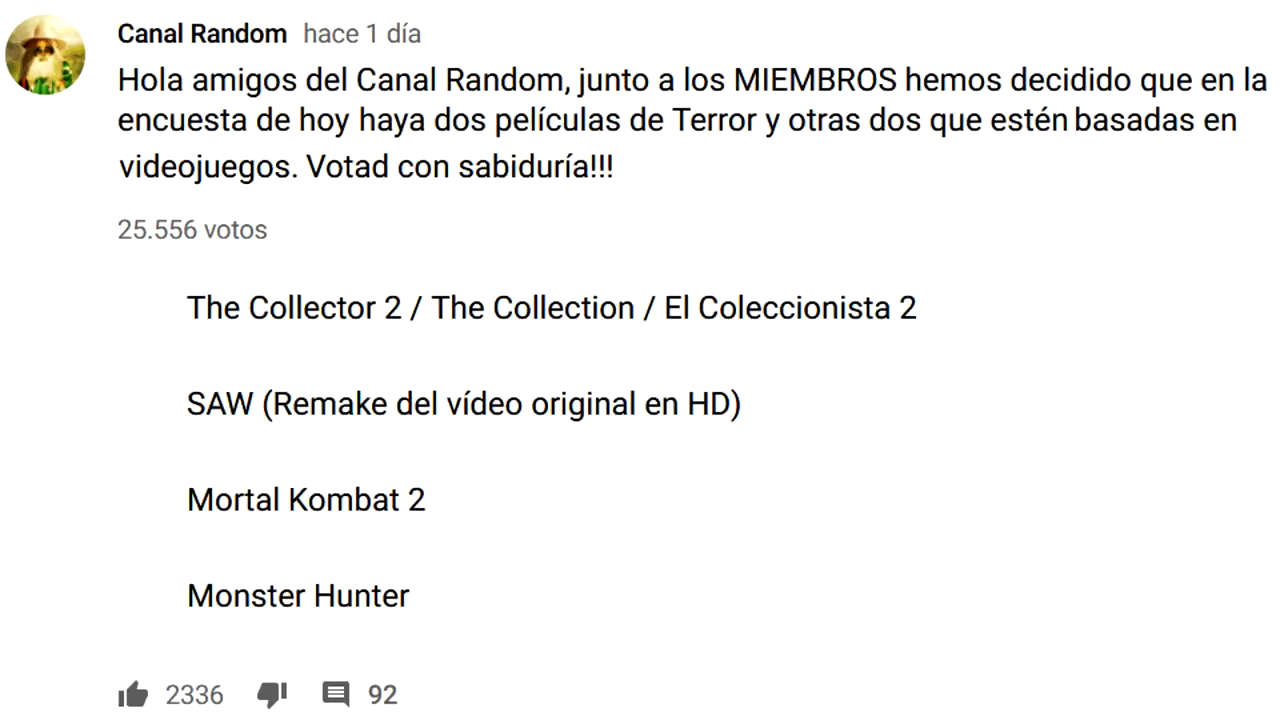 Canal Random hace 1 día
Hola amigos del Canal Random, junto a los MIEMBROS hemos decidido que en la
encuesta de hoy haya dos películas de Terror y otras dos que estén basadas en
videojuegos. Votad con sabiduría!!!
25.556 votos
The Collector 2 / The Collection / El Coleccionista 2
SAW (Remake del vídeo original en HD)
Mortal Kombat 2
Monster Hunter
2336 92